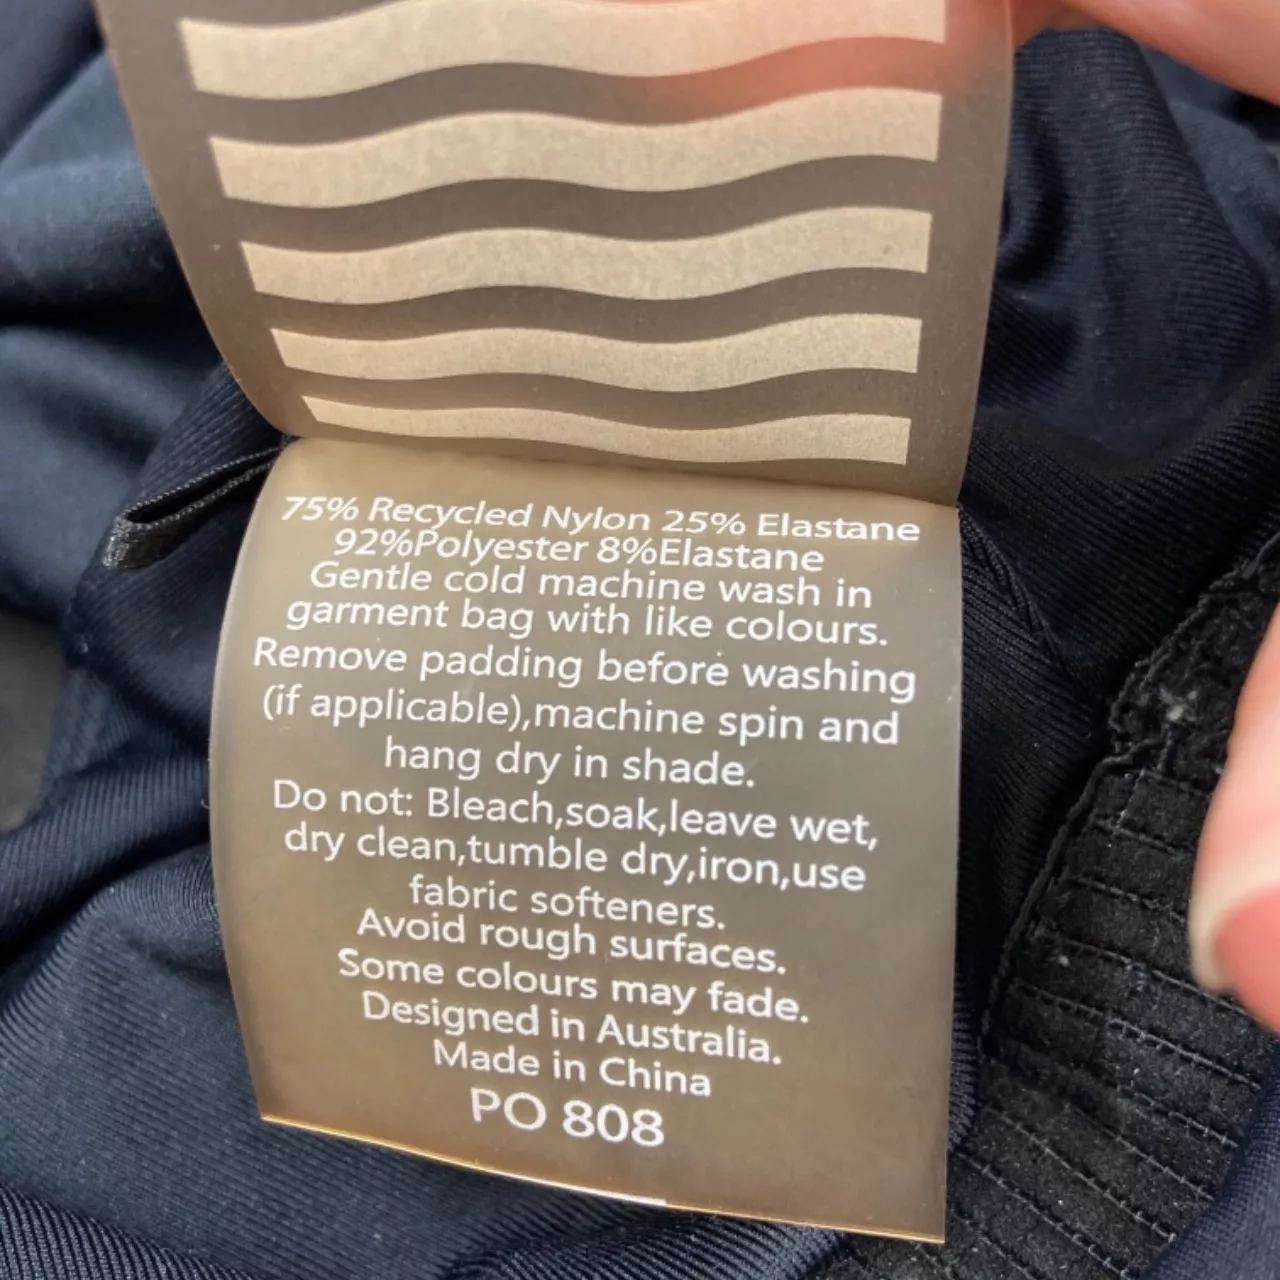 75% Recycled Nylon 25% Elastane
92%Polyester 8%Elastane
Gentle cold machine wash in
garment bag with like colours.
Remove padding before washing
(if applicable),machine spin and
hang dry in shade.
Do not: Bleach,soak,leave wet,
dry clean,tumble dry,iron,use
fabric softeners.
Avoid rough surfaces.
Some colours may fade.
Designed in Australia.
Made in China
PO 808